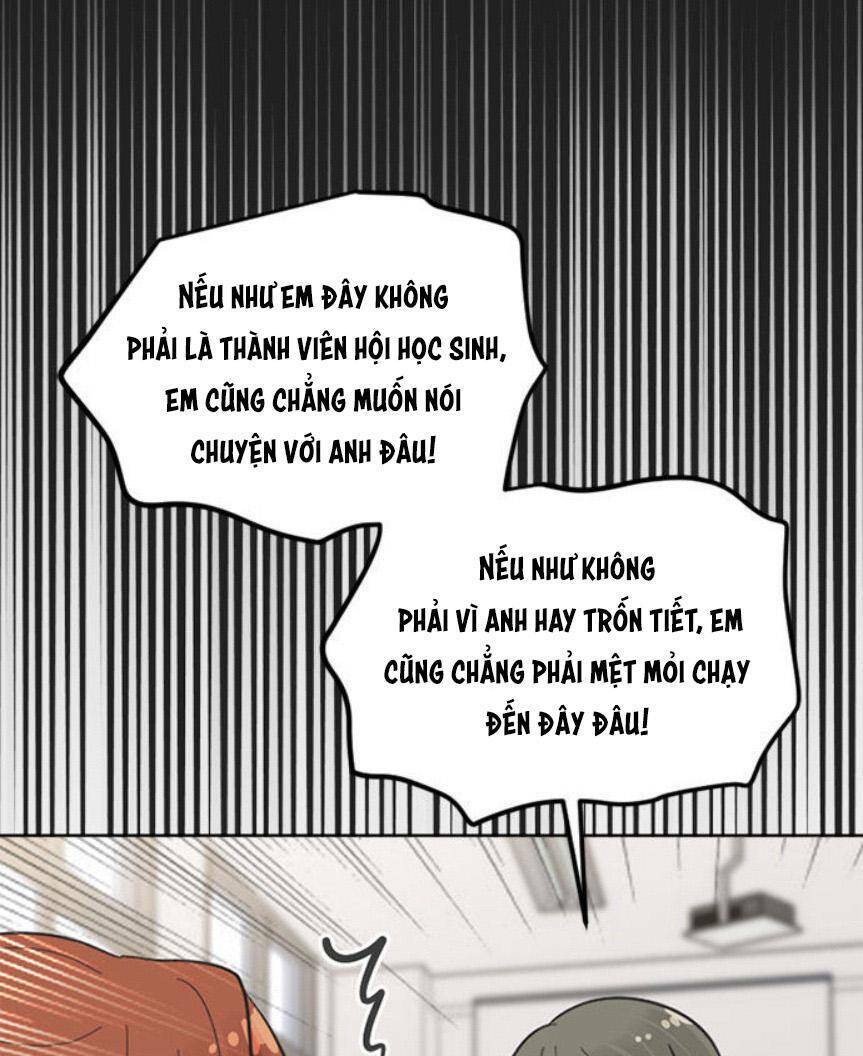 NẾU NHƯ EM ĐÂY KHÔNG
PHẢI LÀ THÀNH VIÊN HỘI HỌC SINH,
EM CŨNG CHẲNG MUỐN NÓI
CHUYỆN VỚI ANH ĐÂU!
NẾU NHƯ KHÔNG
PHẢI VÌ ANH HAY TRỐN TIẾT, EM
CŨNG CHẲNG PHẢI MỆT MỎI CHẠY
ĐẾN ĐÂY ĐÂU!